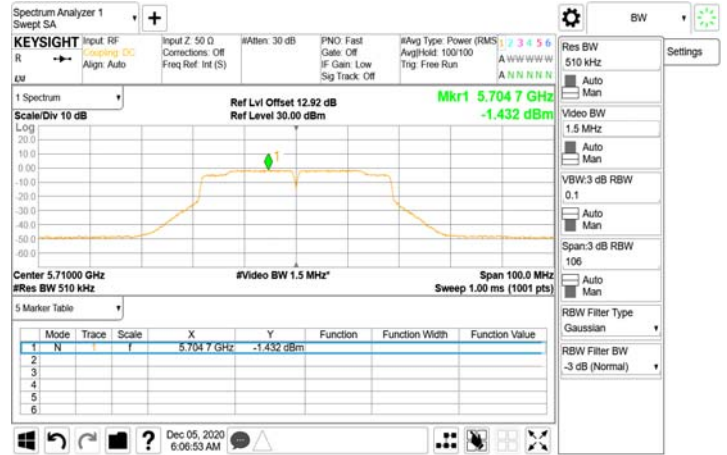 Spectrum Analyzer 1
Swept SA
KEYSIGHT
R
Input: RF
Coupling: DC
Align: Auto
Input Z: 50 Ω
Corrections: Off
Freq Ref: Int (S)
#Atten: 30 dB
PNO: Fast
Gate: Off
IF Gain: Low
Sig Track: Off
#Avg Type: Power (RMS
Avg|Hold: 100/100
Trig: Free Run
1 2 3 4 5 6
A W W W W W
A N N N N N
1 Spectrum
Scale/Div 10 dB
Ref Lvl Offset 12.92 dB
Ref Level 30.00 dBm
Mkr1 5.704 7 GHz
-1.432 dBm
Log
20.0
10.0
0.00
-10.0
-20.0
-30.0
-40.0
-50.0
-60.0
1
Center 5.71000 GHz
#Res BW 510 kHz
#Video BW 1.5 MHz*
Span 100.0 MHz
Sweep 1.00 ms (1001 pts)
5 Marker Table
Mode Trace Scale X Y Function Function Width Function Value
1 N 1 f 5.704 7 GHz -1.432 dBm
2
3
4
5
6
?
Dec 05, 2020
6:06:53 AM
BW
Settings
Res BW
510 kHz
Auto
Man
Video BW
1.5 MHz
Auto
Man
VBW:3 dB RBW
0.1
Auto
Man
Span:3 dB RBW
106
Auto
Man
RBW Filter Type
Gaussian
RBW Filter BW
-3 dB (Normal)